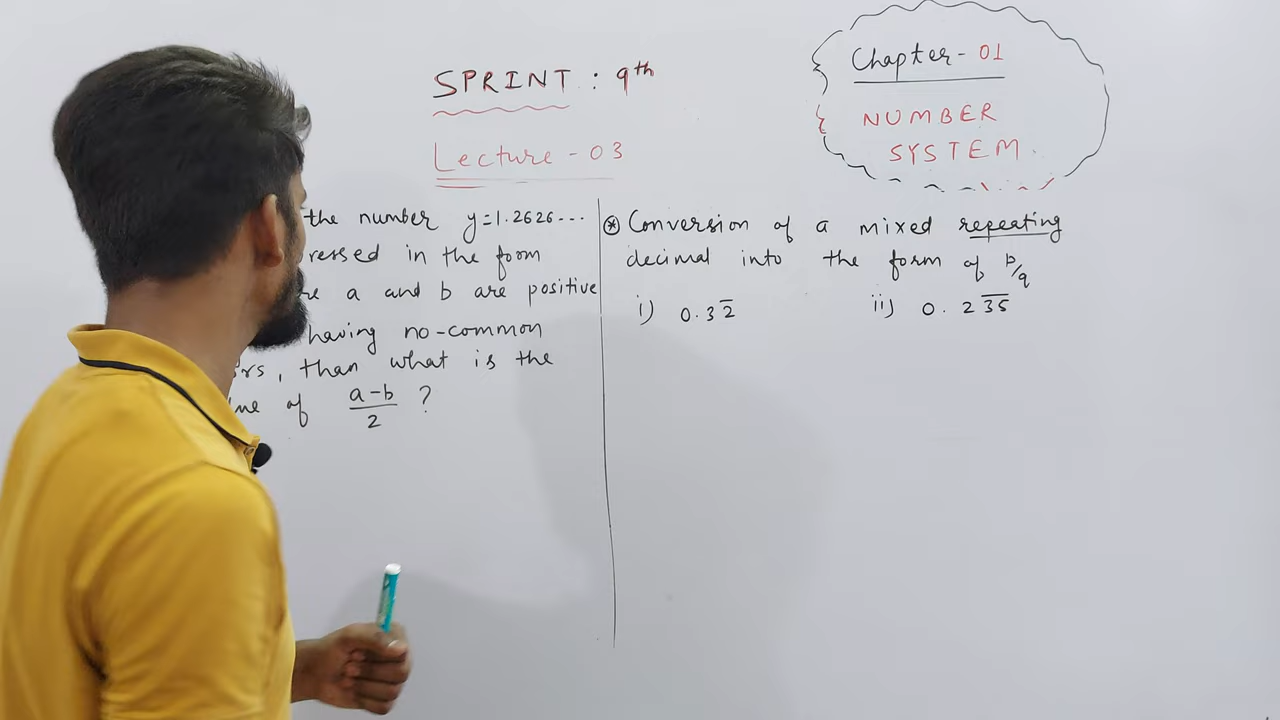 SPRINT : 9th
Lecture - 03
Chapter - 01
NUMBER
SYSTEM
the number y=1.2626...
in the form
a and b are positive
having no-common
, than what is the
of (a-b)/2 ?
⊛ Conversion of a mixed repeating
decimal into the form of p/q
i) 0.32̅ ii) 0.23̅5̅